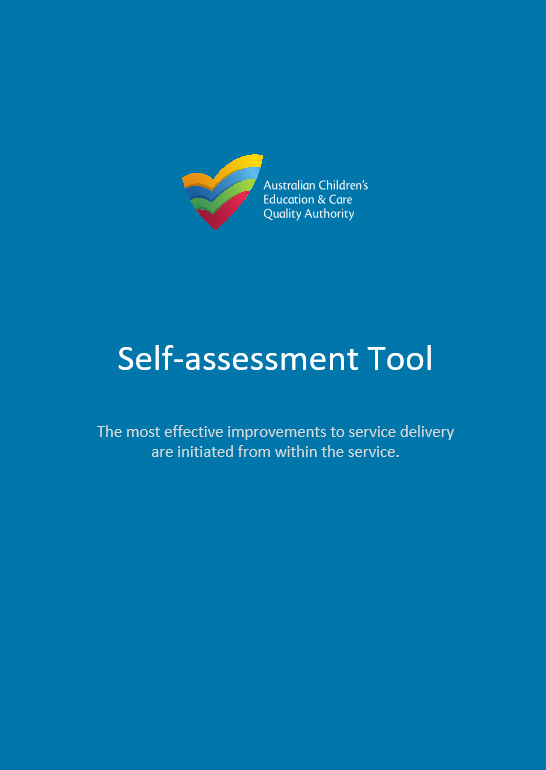 Australian Children's
Education & Care
Quality Authority
Self-assessment Tool
The most effective improvements to service delivery
are initiated from within the service.